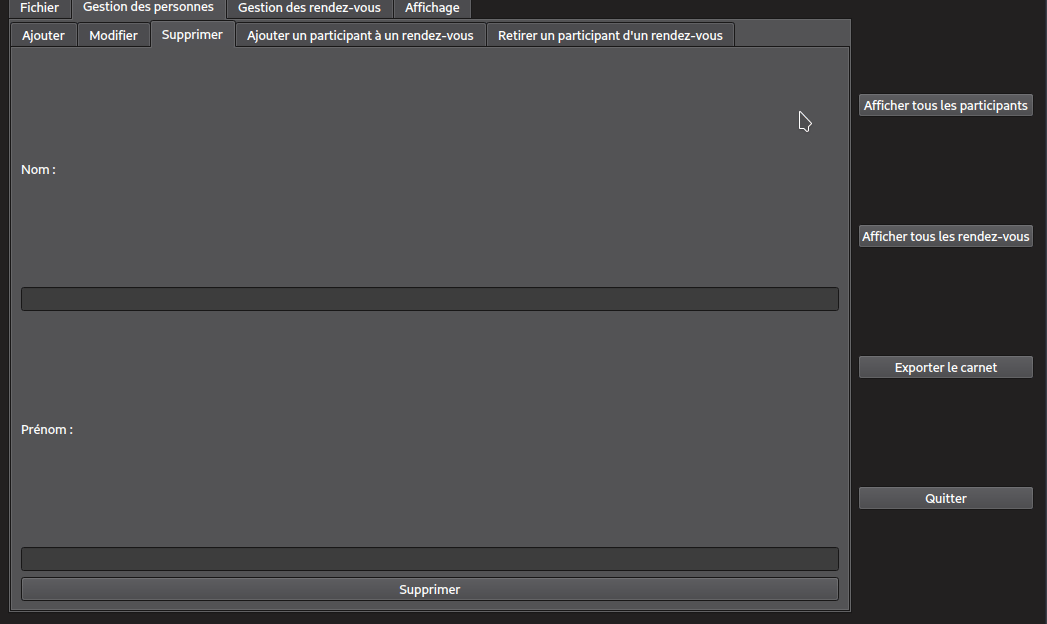 Fichier Gestion des personnes Gestion des rendez-vous Affichage
Ajouter Modifier Supprimer Ajouter un participant à un rendez-vous Retirer un participant d'un rendez-vous
Afficher tous les participants
Nom :
Afficher tous les rendez-vous
Exporter le carnet
Prénom :
Quitter
Supprimer